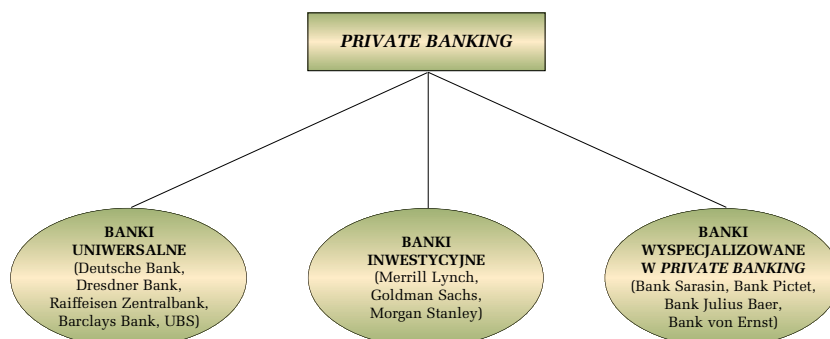 PRIVATE BANKING
BANKI
UNIWERSALNE
(Deutsche Bank,
Dresdner Bank,
Raiffeisen Zentralbank,
Barclays Bank, UBS)
BANKI
INWESTYCYJNE
(Merrill Lynch,
Goldman Sachs,
Morgan Stanley)
BANKI
WYSPECJALIZOWANE
W PRIVATE BANKING
(Bank Sarasin, Bank Pictet,
Bank Julius Baer,
Bank von Ernst)